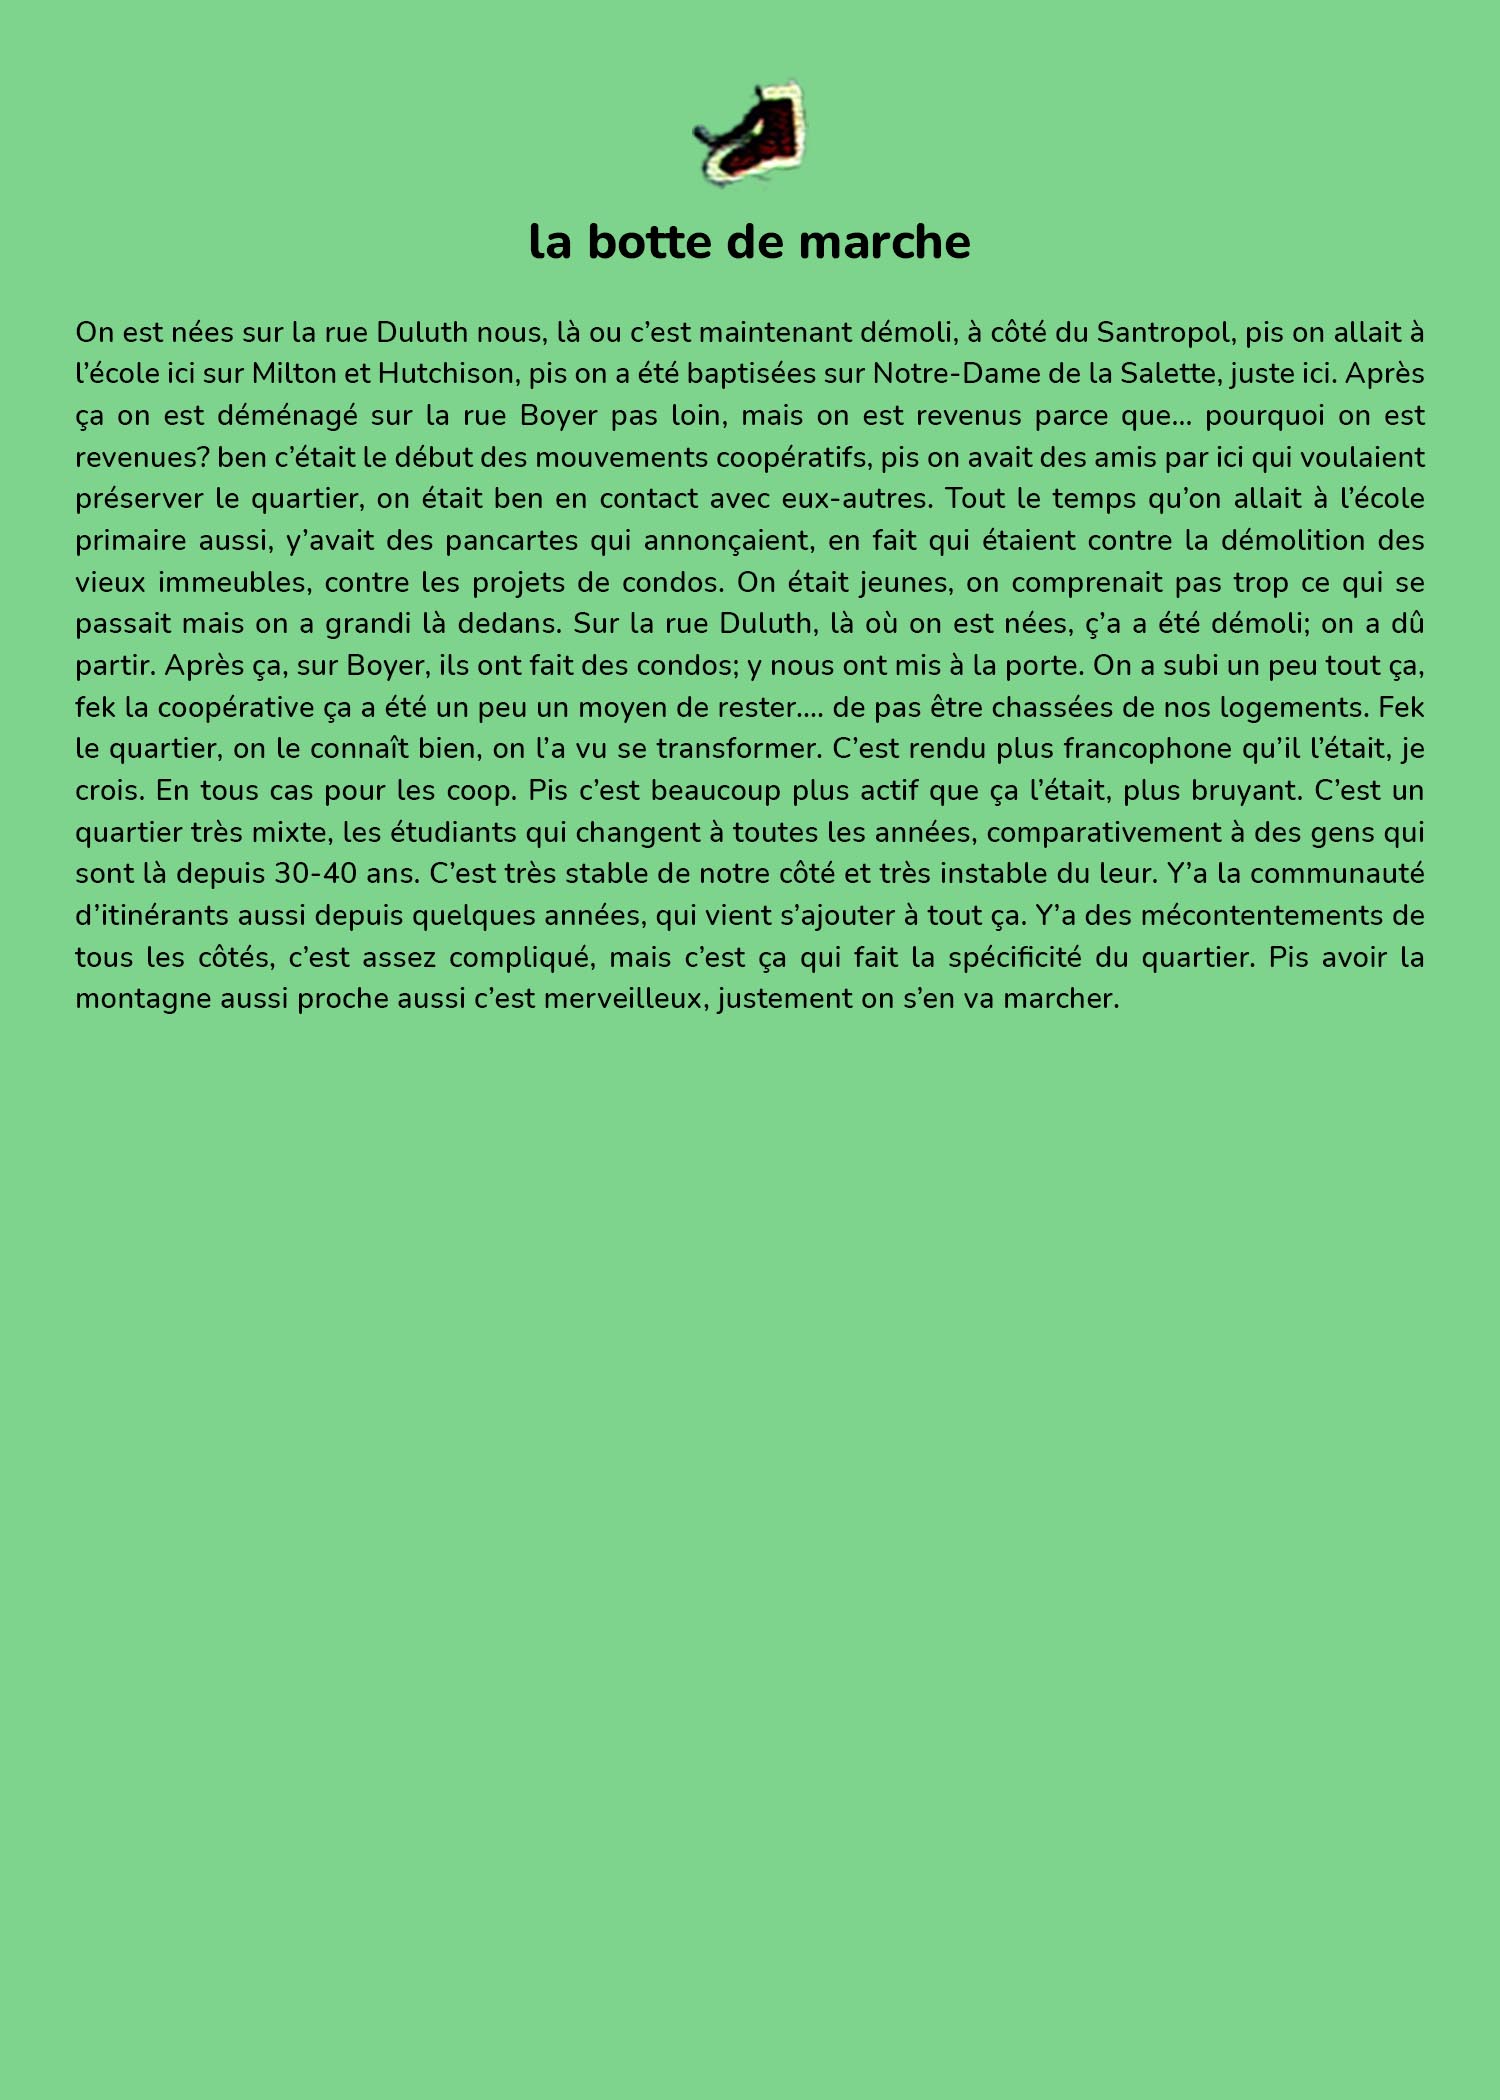 la botte de marche
On est nées sur la rue Duluth nous, là ou c’est maintenant démoli, à côté du Santropol, pis on allait à
l’école ici sur Milton et Hutchison, pis on a été baptisées sur Notre-Dame de la Salette, juste ici. Après
ça on est déménagé sur la rue Boyer pas loin, mais on est revenus parce que... pourquoi on est
revenues? ben c’était le début des mouvements coopératifs, pis on avait des amis par ici qui voulaient
préserver le quartier, on était ben en contact avec eux-autres. Tout le temps qu’on allait à l’école
primaire aussi, y’avait des pancartes qui annonçaient, en fait qui étaient contre la démolition des
vieux immeubles, contre les projets de condos. On était jeunes, on comprenait pas trop ce qui se
passait mais on a grandi là dedans. Sur la rue Duluth, là où on est nées, ç’a a été démoli; on a dû
partir. Après ça, sur Boyer, ils ont fait des condos; y nous ont mis à la porte. On a subi un peu tout ça,
fek la coopérative ça a été un peu un moyen de rester.... de pas être chassées de nos logements. Fek
le quartier, on le connaît bien, on l’a vu se transformer. C’est rendu plus francophone qu’il l’était, je
crois. En tous cas pour les coop. Pis c’est beaucoup plus actif que ça l’était, plus bruyant. C’est un
quartier très mixte, les étudiants qui changent à toutes les années, comparativement à des gens qui
sont là depuis 30-40 ans. C’est très stable de notre côté et très instable du leur. Y’a la communauté
d’itinérants aussi depuis quelques années, qui vient s’ajouter à tout ça. Y’a des mécontentements de
tous les côtés, c’est assez compliqué, mais c’est ça qui fait la spécificité du quartier. Pis avoir la
montagne aussi proche aussi c’est merveilleux, justement on s’en va marcher.